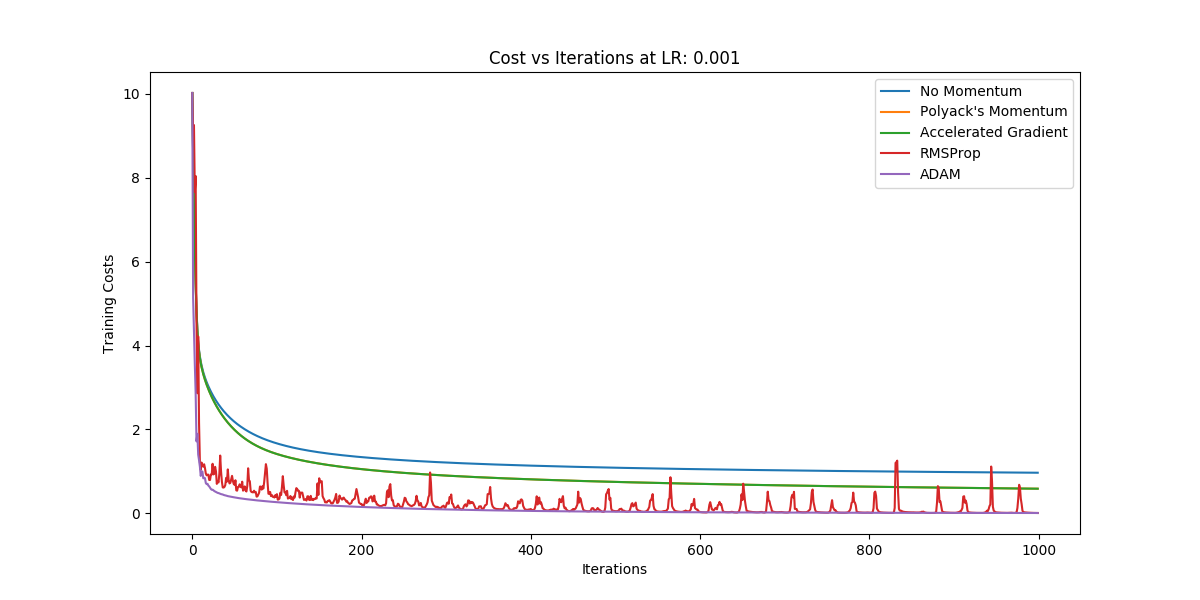 Cost vs Iterations at LR: 0.001
No Momentum
Polyack's Momentum
Accelerated Gradient
RMSProp
ADAM
Training Costs
10
8
6
4
2
0
0 200 400 600 800 1000
Iterations